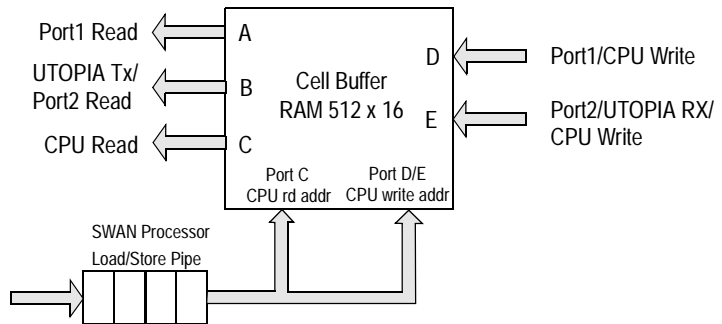 Port1 Read
A
UTOPIA Tx/
Port2 Read
B
CPU Read
C
Cell Buffer
RAM 512 x 16
D
Port1/CPU Write
E
Port2/UTOPIA RX/
CPU Write
Port C
CPU rd addr
Port D/E
CPU write addr
SWAN Processor
Load/Store Pipe